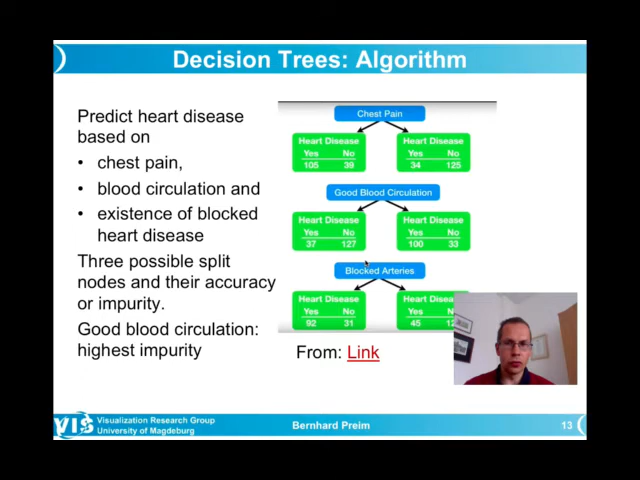 Decision Trees: Algorithm
Predict heart disease
based on
• chest pain,
• blood circulation and
• existence of blocked
heart disease
Three possible split
nodes and their accuracy
or impurity.
Good blood circulation:
highest impurity
Chest Pain
Heart Disease Heart Disease
Yes No Yes No
105 39 34 125
Good Blood Circulation
Heart Disease Heart Disease
Yes No Yes No
37 127 100 33
Blocked Arteries
Heart Disease Heart Disease
Yes No Yes
92 31 45
From: Link
VIS
Visualization Research Group
University of Magdeburg
Bernhard Preim
13